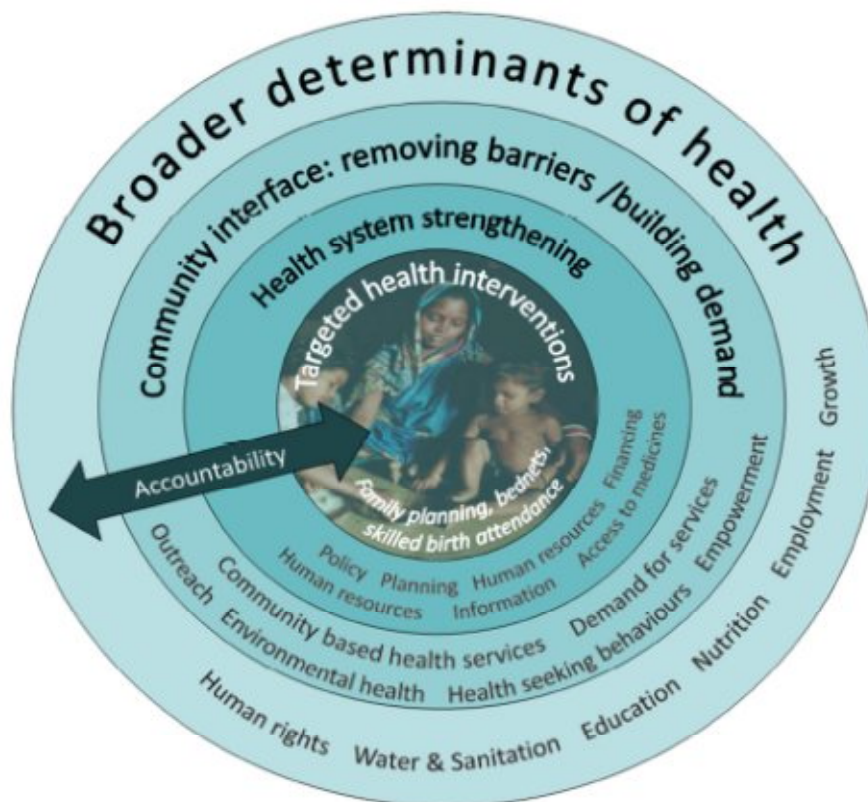 Broader determinants of health
Community interface: removing barriers /building demand
Health system strengthening
Targeted health interventions
Family planning, bednets,
skilled birth attendance
Accountability
Policy Planning Human resources Financing
Human resources Information Access to medicines
Community based health services Demand for services
Outreach Environmental health Health seeking behaviours Empowerment
Human rights Water & Sanitation Education Nutrition Employment Growth